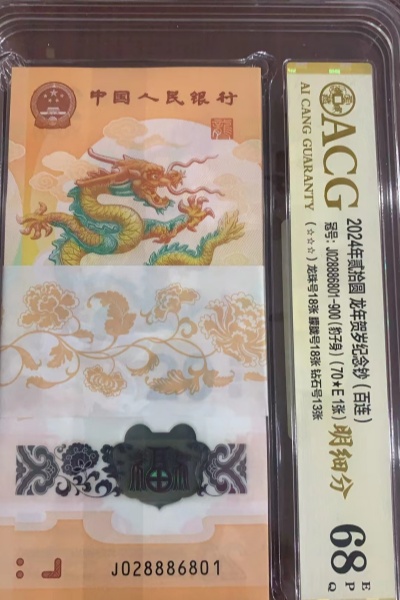 中国人民银行
J028886801
ACG
AI CANG GUARANTY
2024年贰拾圆 龙年贺岁纪念钞（百连）
冠号：J028886801-900（豹子身）（70★E 1张）
（☆☆☆）龙珠号18张 朦胧号18张 钻石号13张
明细分
68 EPQ